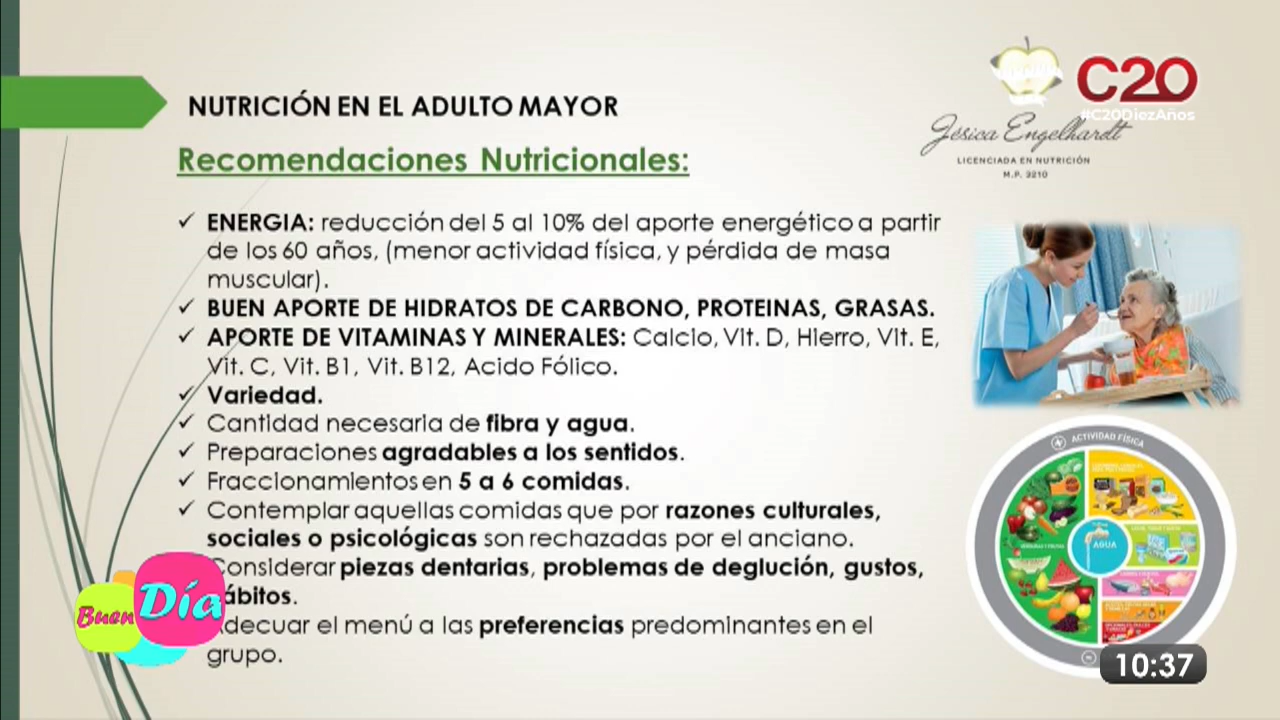 NUTRICIÓN EN EL ADULTO MAYOR
C20
#C20DiezAños
Jésica Engelhardt
LICENCIADA EN NUTRICIÓN
M.P. 3210
Recomendaciones Nutricionales:
✓ ENERGIA: reducción del 5 al 10% del aporte energético a partir
de los 60 años, (menor actividad física, y pérdida de masa
muscular).
✓ BUEN APORTE DE HIDRATOS DE CARBONO, PROTEINAS, GRASAS.
✓ APORTE DE VITAMINAS Y MINERALES: Calcio, Vit. D, Hierro, Vit. E,
Vit. C, Vit. B1, Vit. B12, Acido Fólico.
✓ Variedad.
✓ Cantidad necesaria de fibra y agua.
✓ Preparaciones agradables a los sentidos.
✓ Fraccionamientos en 5 a 6 comidas.
✓ Contemplar aquellas comidas que por razones culturales,
sociales o psicológicas son rechazadas por el anciano.
Considerar piezas dentarias, problemas de deglución, gustos,
ábitos.
Adecuar el menú a las preferencias predominantes en el
grupo.
ACTIVIDAD FÍSICA
AGUA
Buen Día
10:37